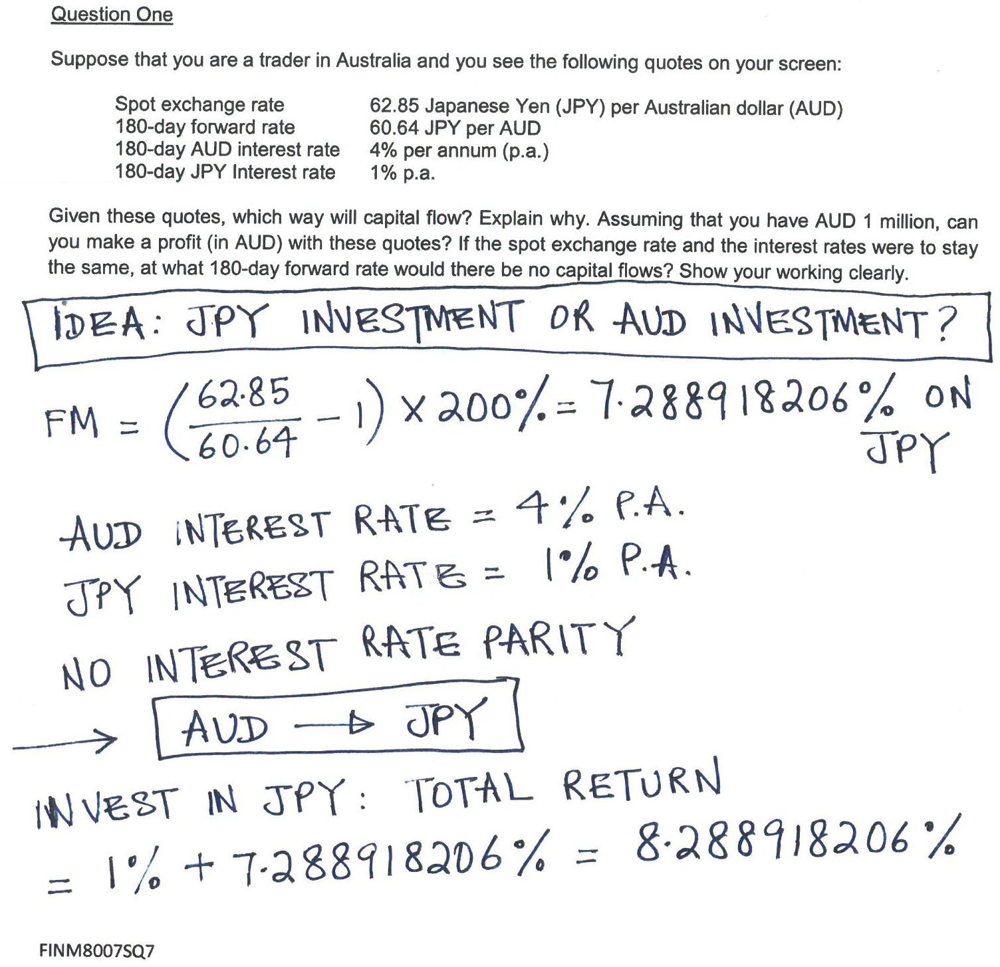 Question One
Suppose that you are a trader in Australia and you see the following quotes on your screen:
Spot exchange rate 62.85 Japanese Yen (JPY) per Australian dollar (AUD)
180-day forward rate 60.64 JPY per AUD
180-day AUD interest rate 4% per annum (p.a.)
180-day JPY Interest rate 1% p.a.
Given these quotes, which way will capital flow? Explain why. Assuming that you have AUD 1 million, can
you make a profit (in AUD) with these quotes? If the spot exchange rate and the interest rates were to stay
the same, at what 180-day forward rate would there be no capital flows? Show your working clearly.
IDEA: JPY INVESTMENT OR AUD INVESTMENT?
FM = (62.85/60.64 - 1) x 200% = 7.288918206% ON
JPY
AUD INTEREST RATE = 4% P.A.
JPY INTEREST RATE = 1% P.A.
NO INTEREST RATE PARITY
→ AUD → JPY
INVEST IN JPY: TOTAL RETURN
= 1% + 7.288918206% = 8.288918206%
FINM8007SQ7